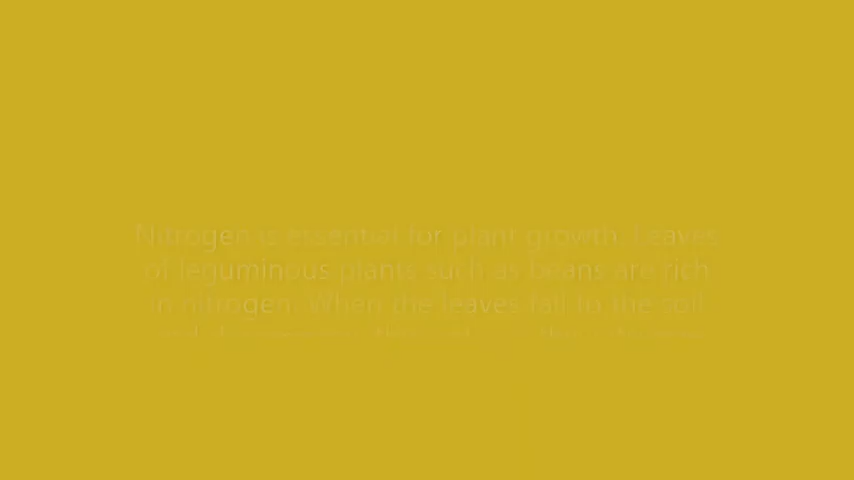 Nitrogen is essential for plant growth. Leaves
of leguminous plants such as beans are rich
in nitrogen. When the leaves fall to the soil